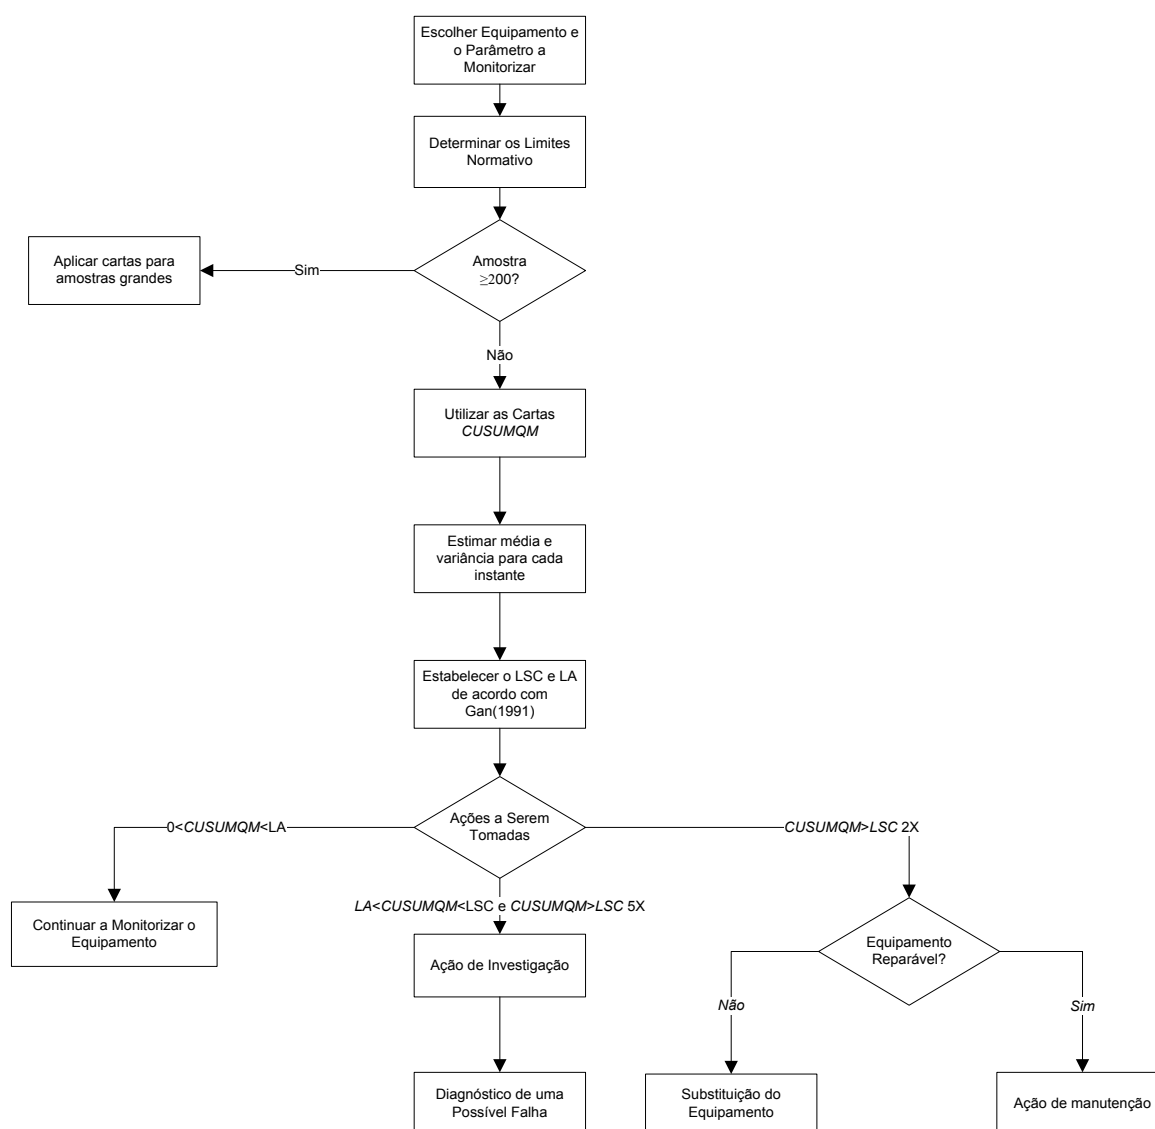 Escolher Equipamento e
o Parâmetro a
Monitorizar
Determinar os Limites
Normativo
Amostra
≥200?
Sim
Aplicar cartas para
amostras grandes
Não
Utilizar as Cartas
CUSUMQM
Estimar média e
variância para cada
instante
Estabelecer o LSC e LA
de acordo com
Gan(1991)
Ações a Serem
Tomadas
0<CUSUMQM<LA
CUSUMQM>LSC 2X
LA<CUSUMQM<LSC e CUSUMQM>LSC 5X
Continuar a Monitorizar o
Equipamento
Ação de Investigação
Equipamento
Reparável?
Não
Sim
Diagnóstico de uma
Possível Falha
Substituição do
Equipamento
Ação de manutenção